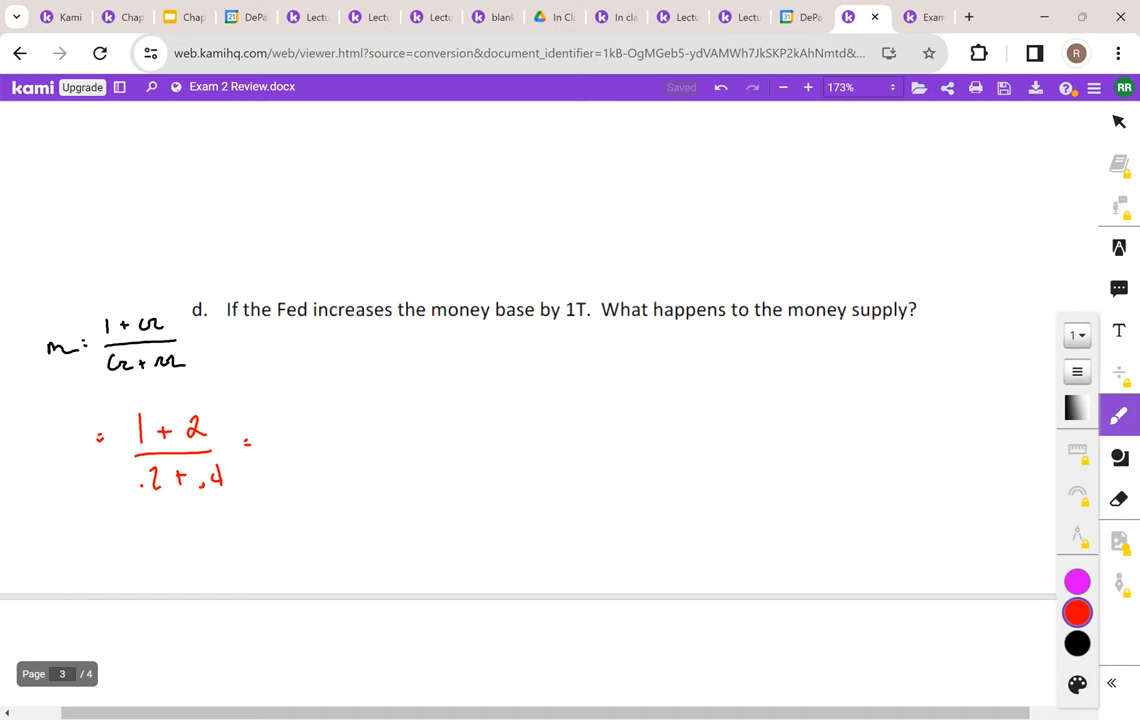 Kami
Chap
Chap
DePa
Lectu
Lectu
Lectu
blank
In Cla
In cla
Lectu
Lectu
DePa
Exam
web.kamihq.com/web/viewer.html?source=conversion&document_identifier=1kB-OgMGeb5-ydVAMWh7JkSKP2kAhNmtd&...
R
kami Upgrade Exam 2 Review.docx Saved 173% RR
d. If the Fed increases the money base by 1T. What happens to the money supply?
1 + cr
m =
cr + rr
1 + 2
= =
.2 + .4
1
T
Page 3 / 4